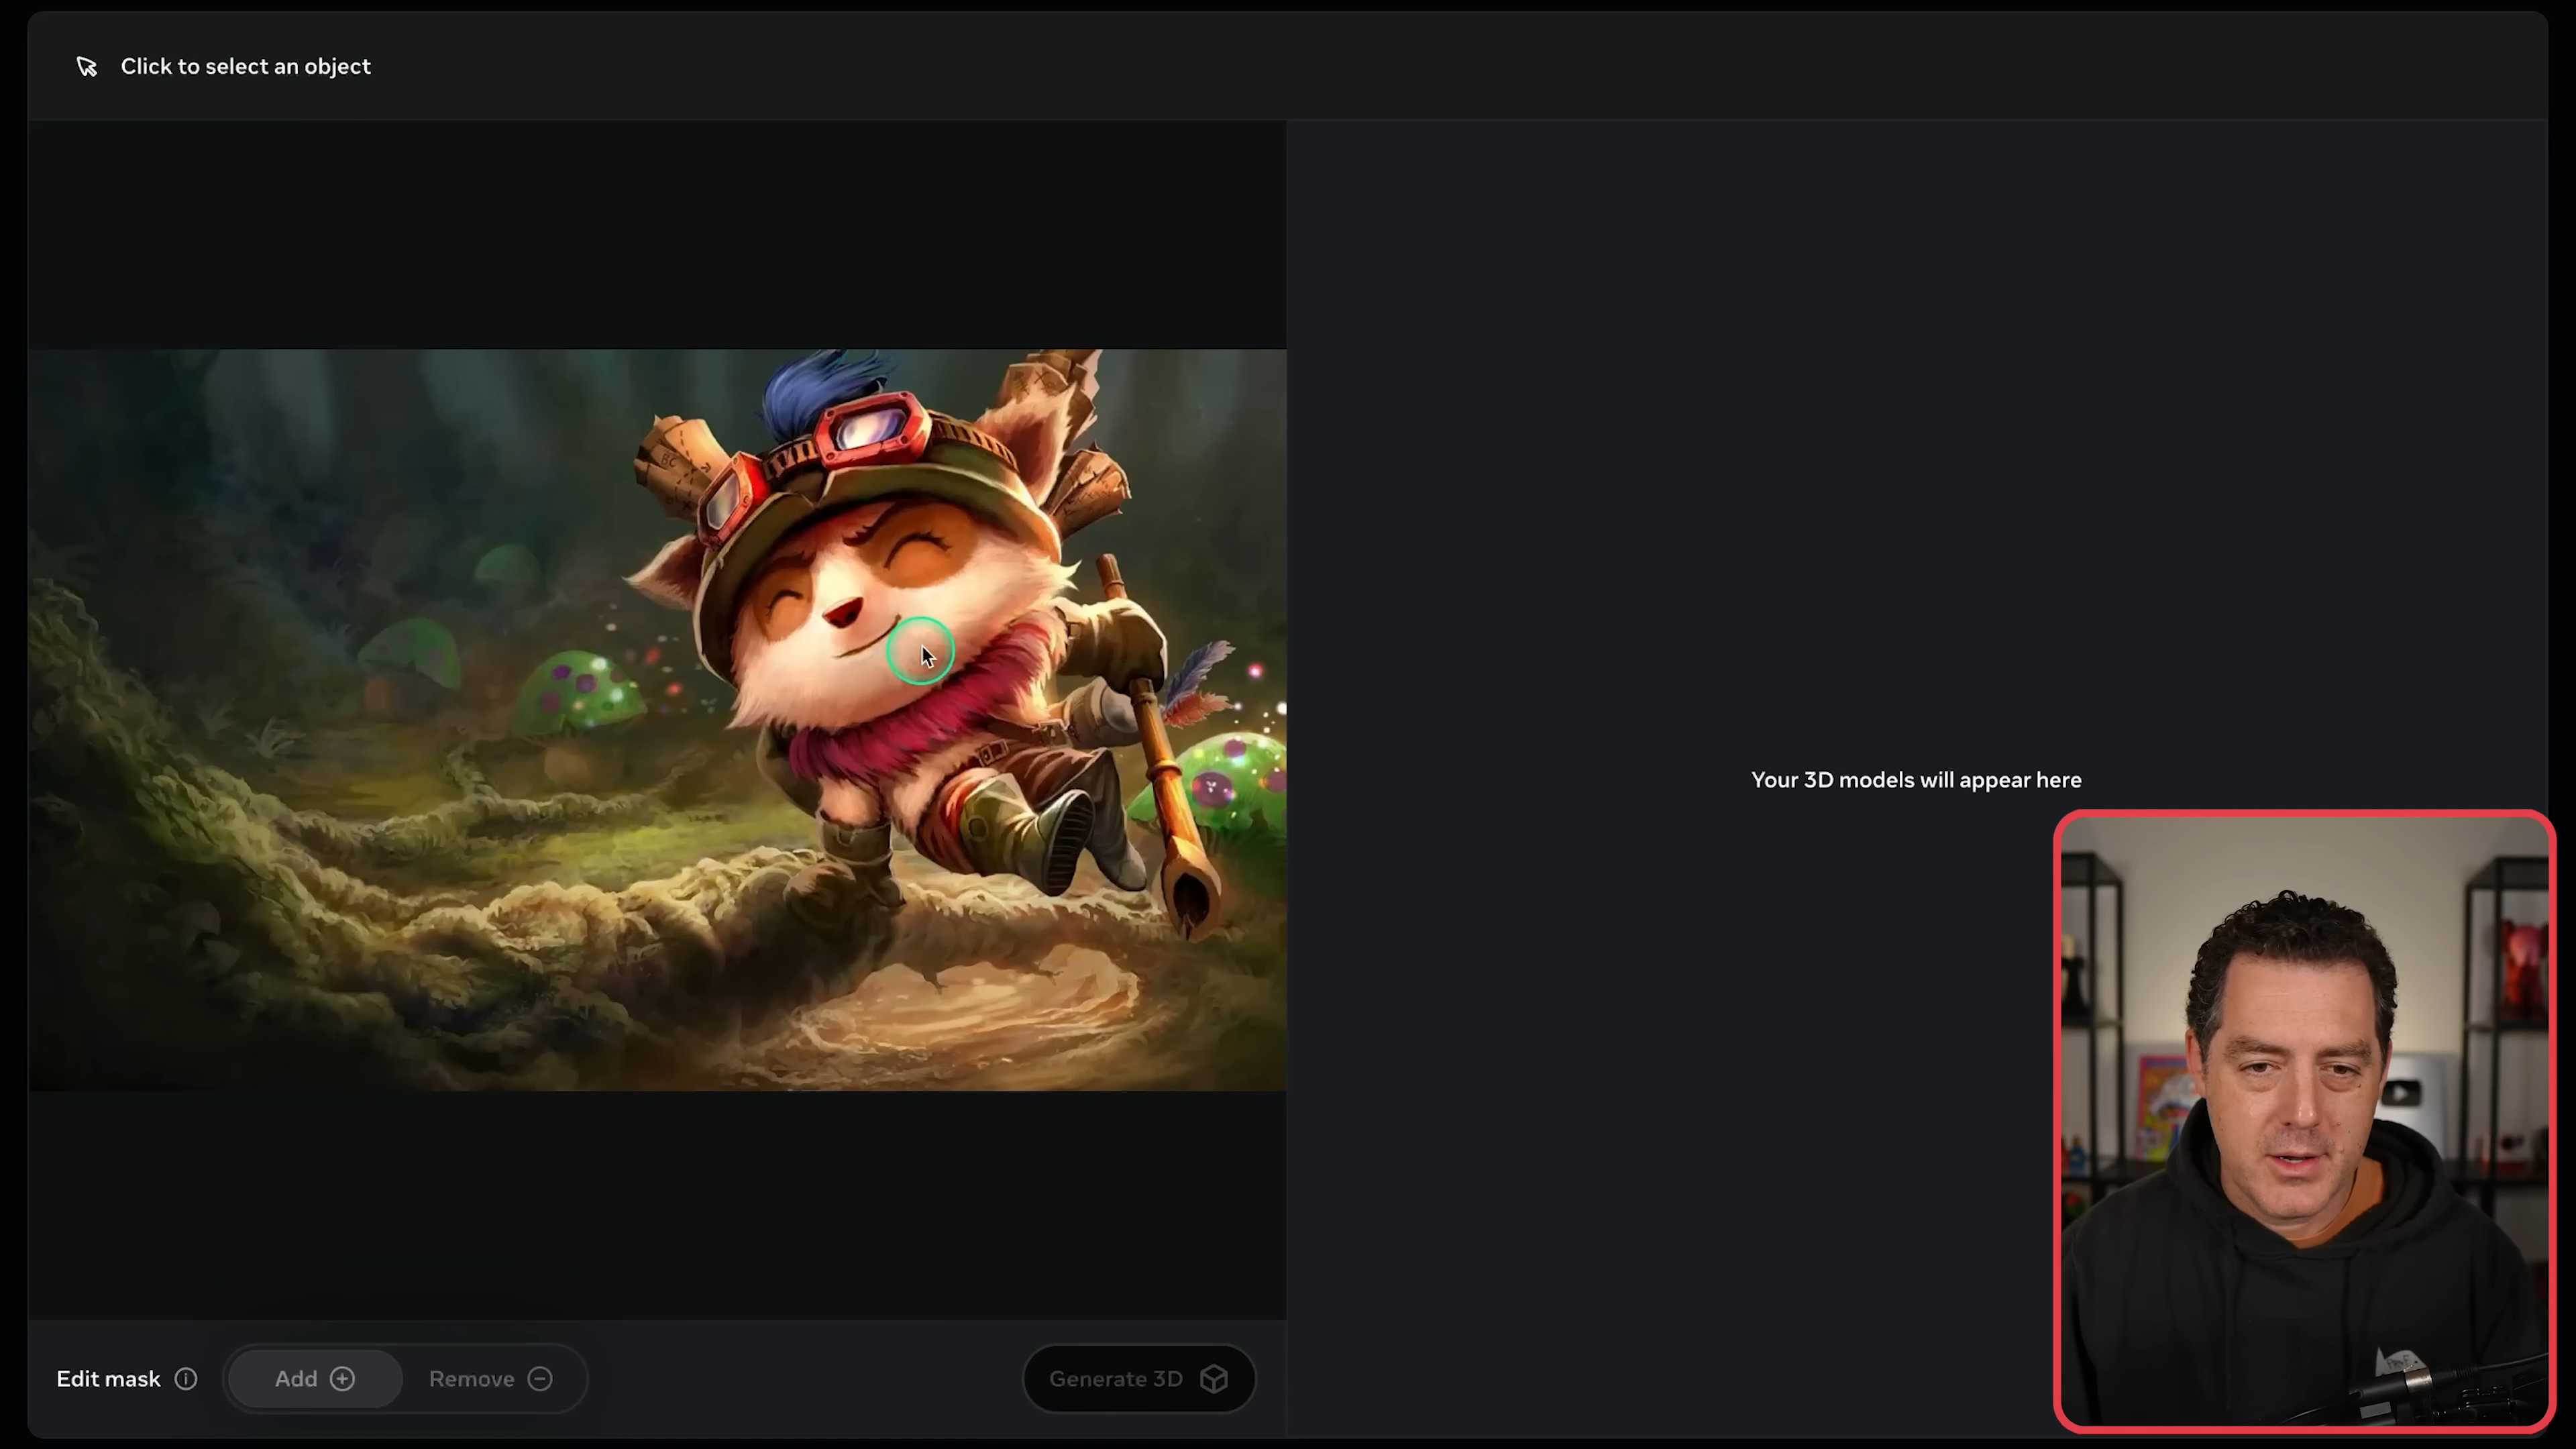 Click to select an object
Your 3D models will appear here
Edit mask
Add
Remove
Generate 3D